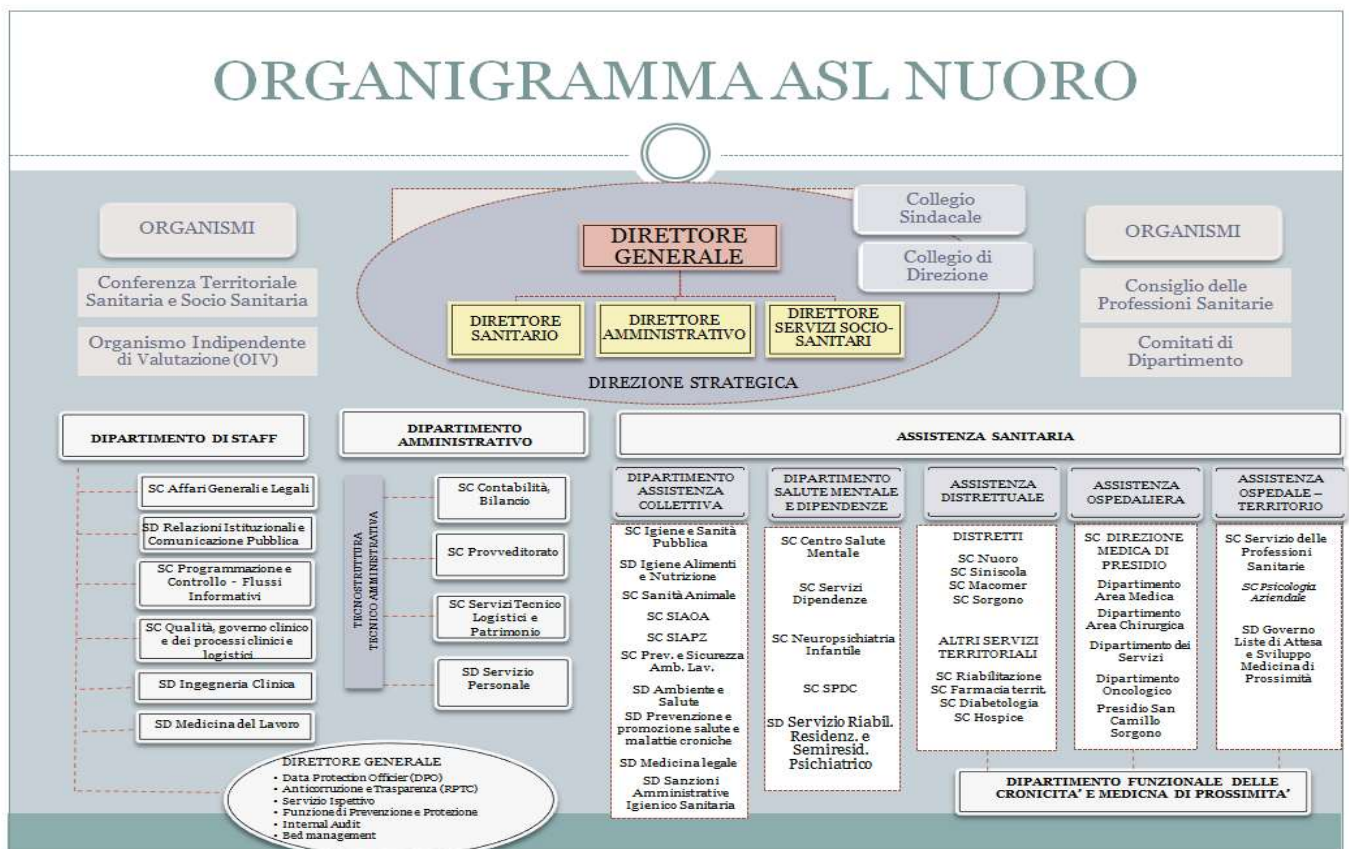 ORGANIGRAMMA ASL NUORO
ORGANISMI
Conferenza Territoriale
Sanitaria e Socio Sanitaria
Organismo Indipendente
di Valutazione (OIV)
DIRETTORE
GENERALE
DIRETTORE
SANITARIO
DIRETTORE
AMMINISTRATIVO
DIRETTORE
SERVIZI SOCIO-
SANITARI
DIREZIONE STRATEGICA
Collegio
Sindacale
Collegio di
Direzione
ORGANISMI
Consiglio delle
Professioni Sanitarie
Comitati di
Dipartimento
DIPARTIMENTO DI STAFF
SC Affari Generali e Legali
SD Relazioni Istituzionali e
Comunicazione Pubblica
SC Programmazione e
Controllo - Flussi
Informativi
SC Qualità, governo clinico
e dei processi clinici e
logistici
SD Ingegneria Clinica
SD Medicina del Lavoro
DIRETTORE GENERALE
• Data Protection Officier (DPO)
• Anticorruzione e Trasparenza (RPTC)
• Servizio Ispettivo
• Funzione di Prevenzione e Protezione
• Internal Audit
• Bed management
DIPARTIMENTO
AMMINISTRATIVO
TECNOSTRUTTURA
TECNICO AMMINISTRATIVA
SC Contabilità,
Bilancio
SC Provveditorato
SC Servizi Tecnico
Logistici e
Patrimonio
SD Servizio
Personale
ASSISTENZA SANITARIA
DIPARTIMENTO
ASSISTENZA
COLLETTIVA
SC Igiene e Sanità
Pubblica
SD Igiene Alimenti
e Nutrizione
SC Sanità Animale
SC SIAOA
SC SIAPZ
SC Prev. e Sicurezza
Amb. Lav.
SD Ambiente e
Salute
SD Prevenzione e
promozione salute e
malattie croniche
SD Medicina legale
SD Sanzioni
Amministrative
Igienico Sanitaria
DIPARTIMENTO
SALUTE MENTALE
E DIPENDENZE
SC Centro Salute
Mentale
SC Servizi
Dipendenze
SC Neuropsichiatria
Infantile
SC SPDC
SD Servizio Riabil.
Residenz. e
Semiresid.
Psichiatrico
ASSISTENZA
DISTRETTUALE
DISTRETTI
SC Nuoro
SC Siniscola
SC Macomer
SC Sorgono
ALTRI SERVIZI
TERRITORIALI
SC Riabilitazione
SC Farmacia territ.
SC Diabetologia
SC Hospice
ASSISTENZA
OSPEDALIERA
SC DIREZIONE
MEDICA DI
PRESIDIO
Dipartimento
Area Medica
Dipartimento
Area Chirurgica
Dipartimento dei
Servizi
Dipartimento
Oncologico
Presidio San
Camillo
Sorgono
ASSISTENZA
OSPEDALE –
TERRITORIO
SC Servizio delle
Professioni
Sanitarie
SC Psicologia
Aziendale
SD Governo
Liste di Attesa
e Sviluppo
Medicina di
Prossimità
DIPARTIMENTO FUNZIONALE DELLE
CRONICITA' E MEDICNA DI PROSSIMITA'